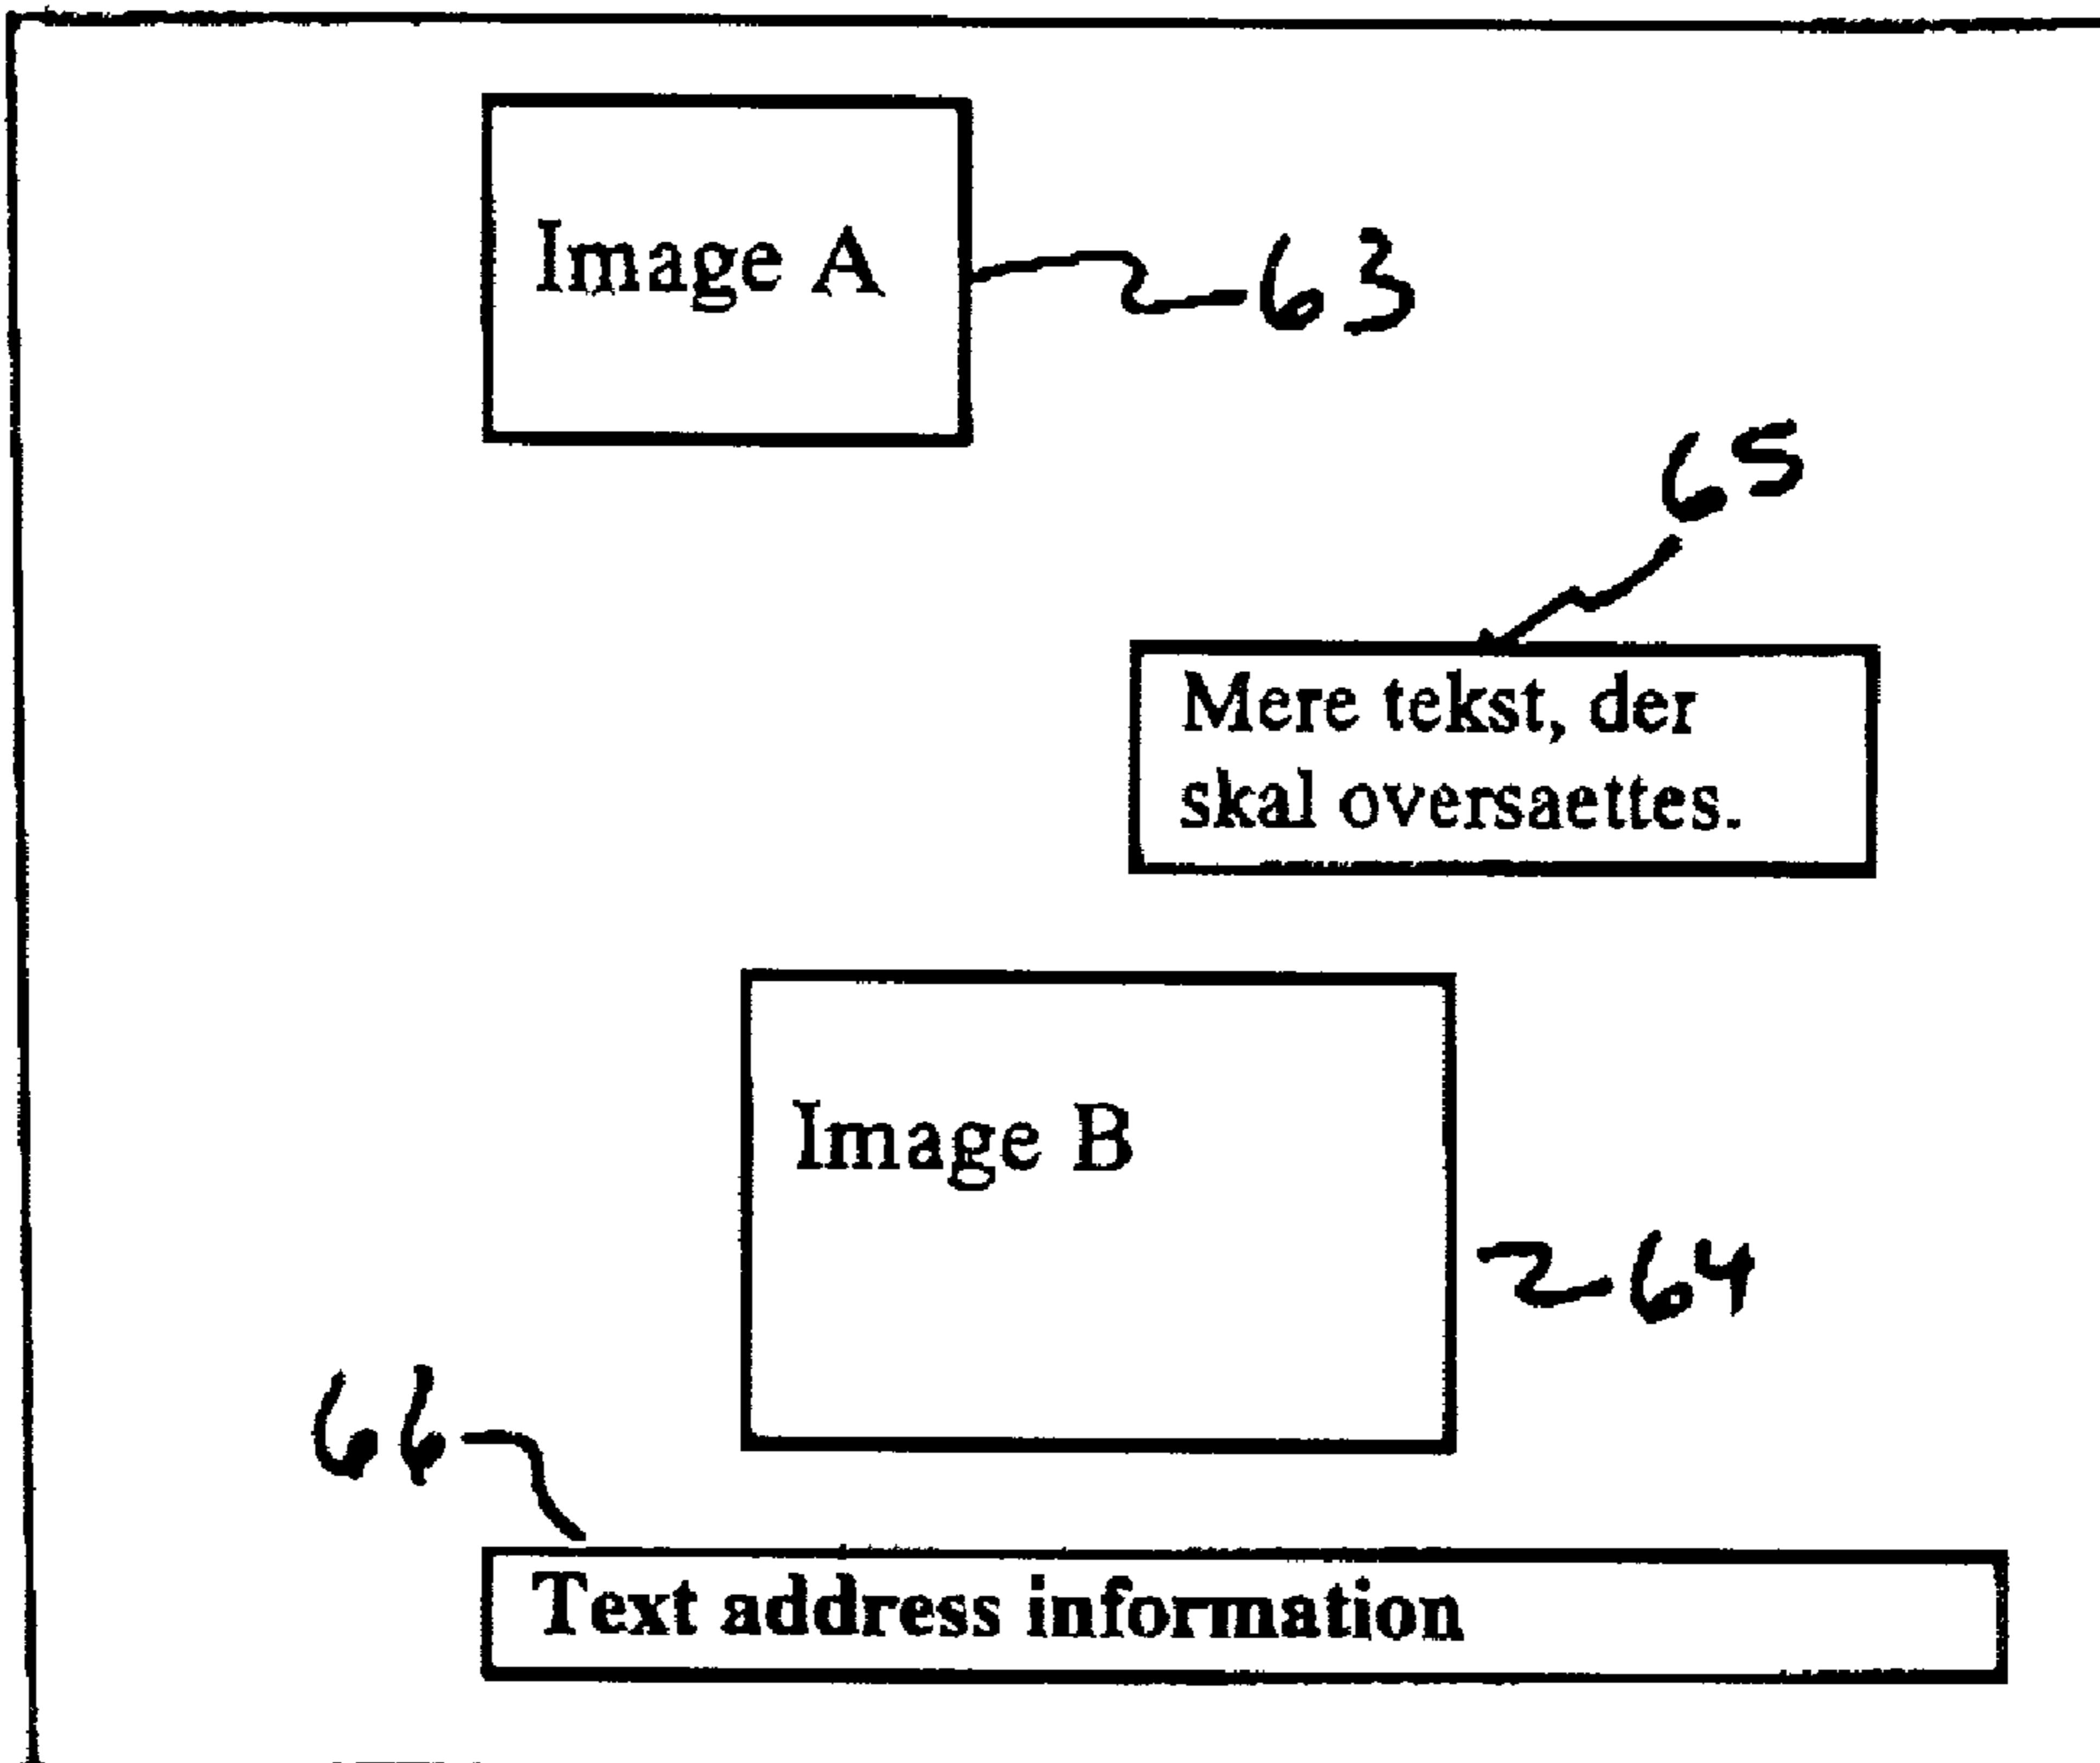 Image A
63
65
Mere tekst, der
skal oversaettes.
Image B
64
66
Text address information